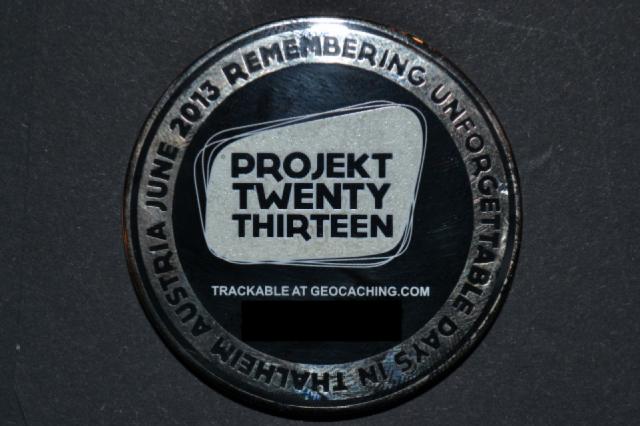 REMEMBERING UNFORGETTABLE DAYS IN THALHEIM AUSTRIA JUNE 2013
PROJEKT
TWENTY
THIRTEEN
TRACKABLE AT GEOCACHING.COM